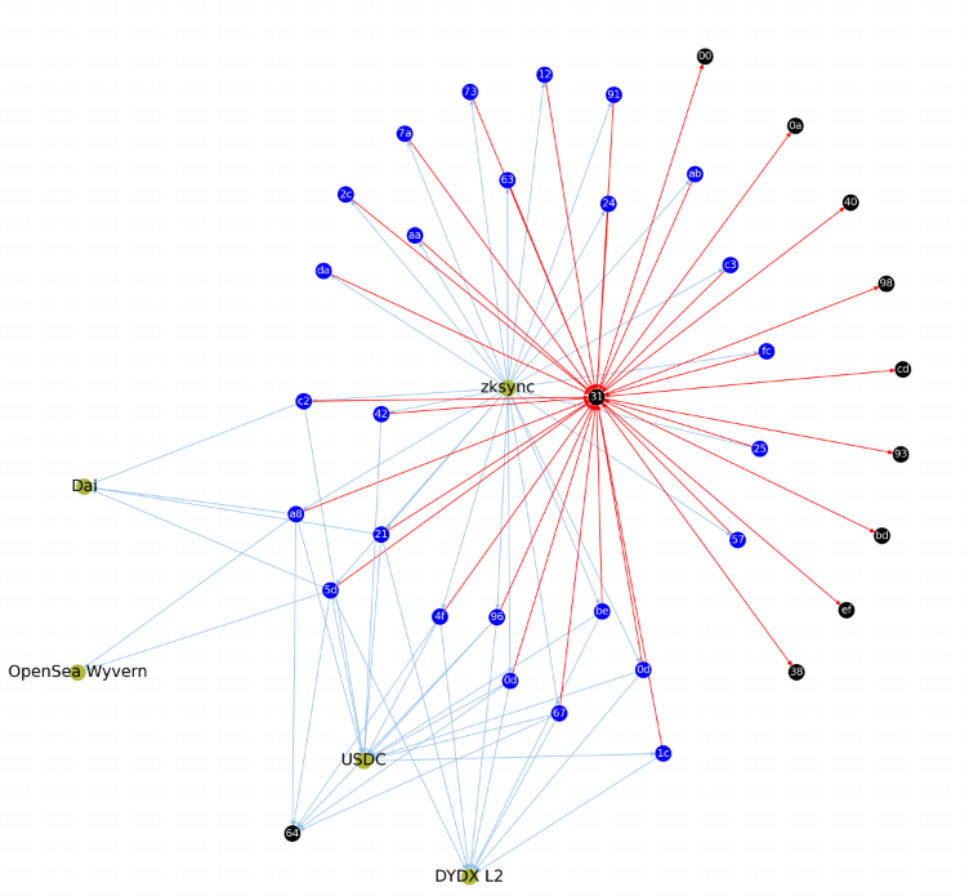 00
12
73
91
0a
7a
ab
63
2c
24
40
aa
c3
da
98
fc
cd
zksync
31
c2
42
25
93
Dai
a8
21
bd
57
5d
ef
be
4f
96
0d
OpenSea Wyvern
38
0d
67
1c
USDC
64
DYDX L2